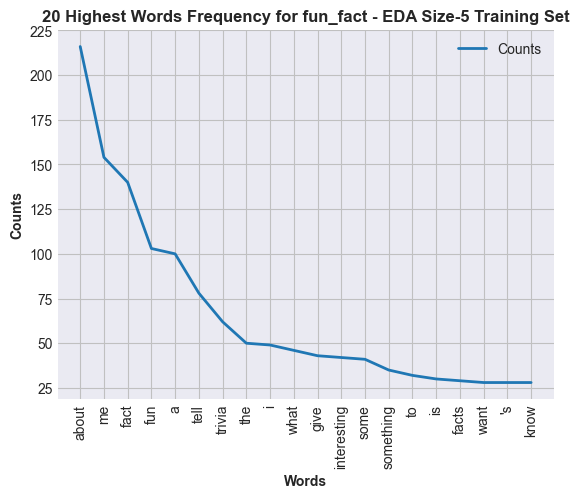 20 Highest Words Frequency for fun_fact - EDA Size-5 Training Set
Counts
225
200
175
150
125
100
75
50
25
Counts
about
me
fact
fun
a
tell
trivia
the
i
what
give
interesting
some
something
to
is
facts
want
's
know
Words